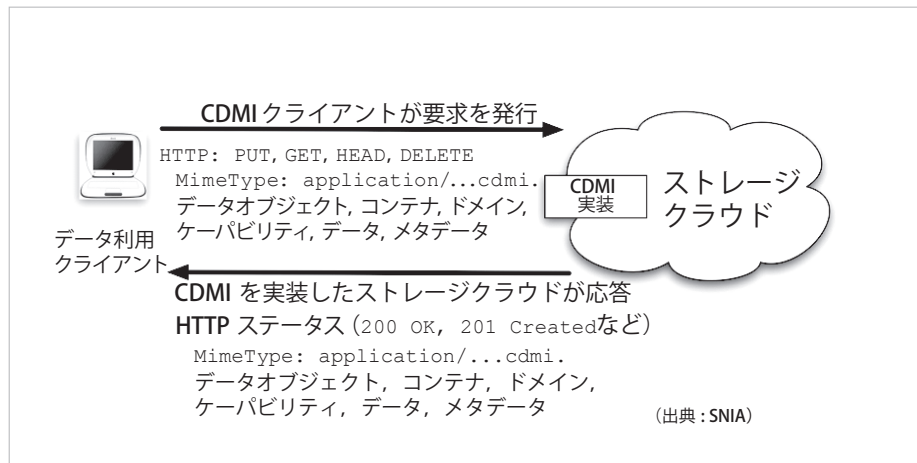 CDMIクライアントが要求を発行
HTTP: PUT, GET, HEAD, DELETE
MimeType: application/...cdmi.
データオブジェクト, コンテナ, ドメイン,
ケーパビリティ, データ, メタデータ
データ利用
クライアント
CDMI
実装
ストレージ
クラウド
CDMI を実装したストレージクラウドが応答
HTTP ステータス（200 OK, 201 Createdなど）
MimeType: application/...cdmi.
データオブジェクト, コンテナ, ドメイン,
ケーパビリティ, データ, メタデータ
（出典 : SNIA）